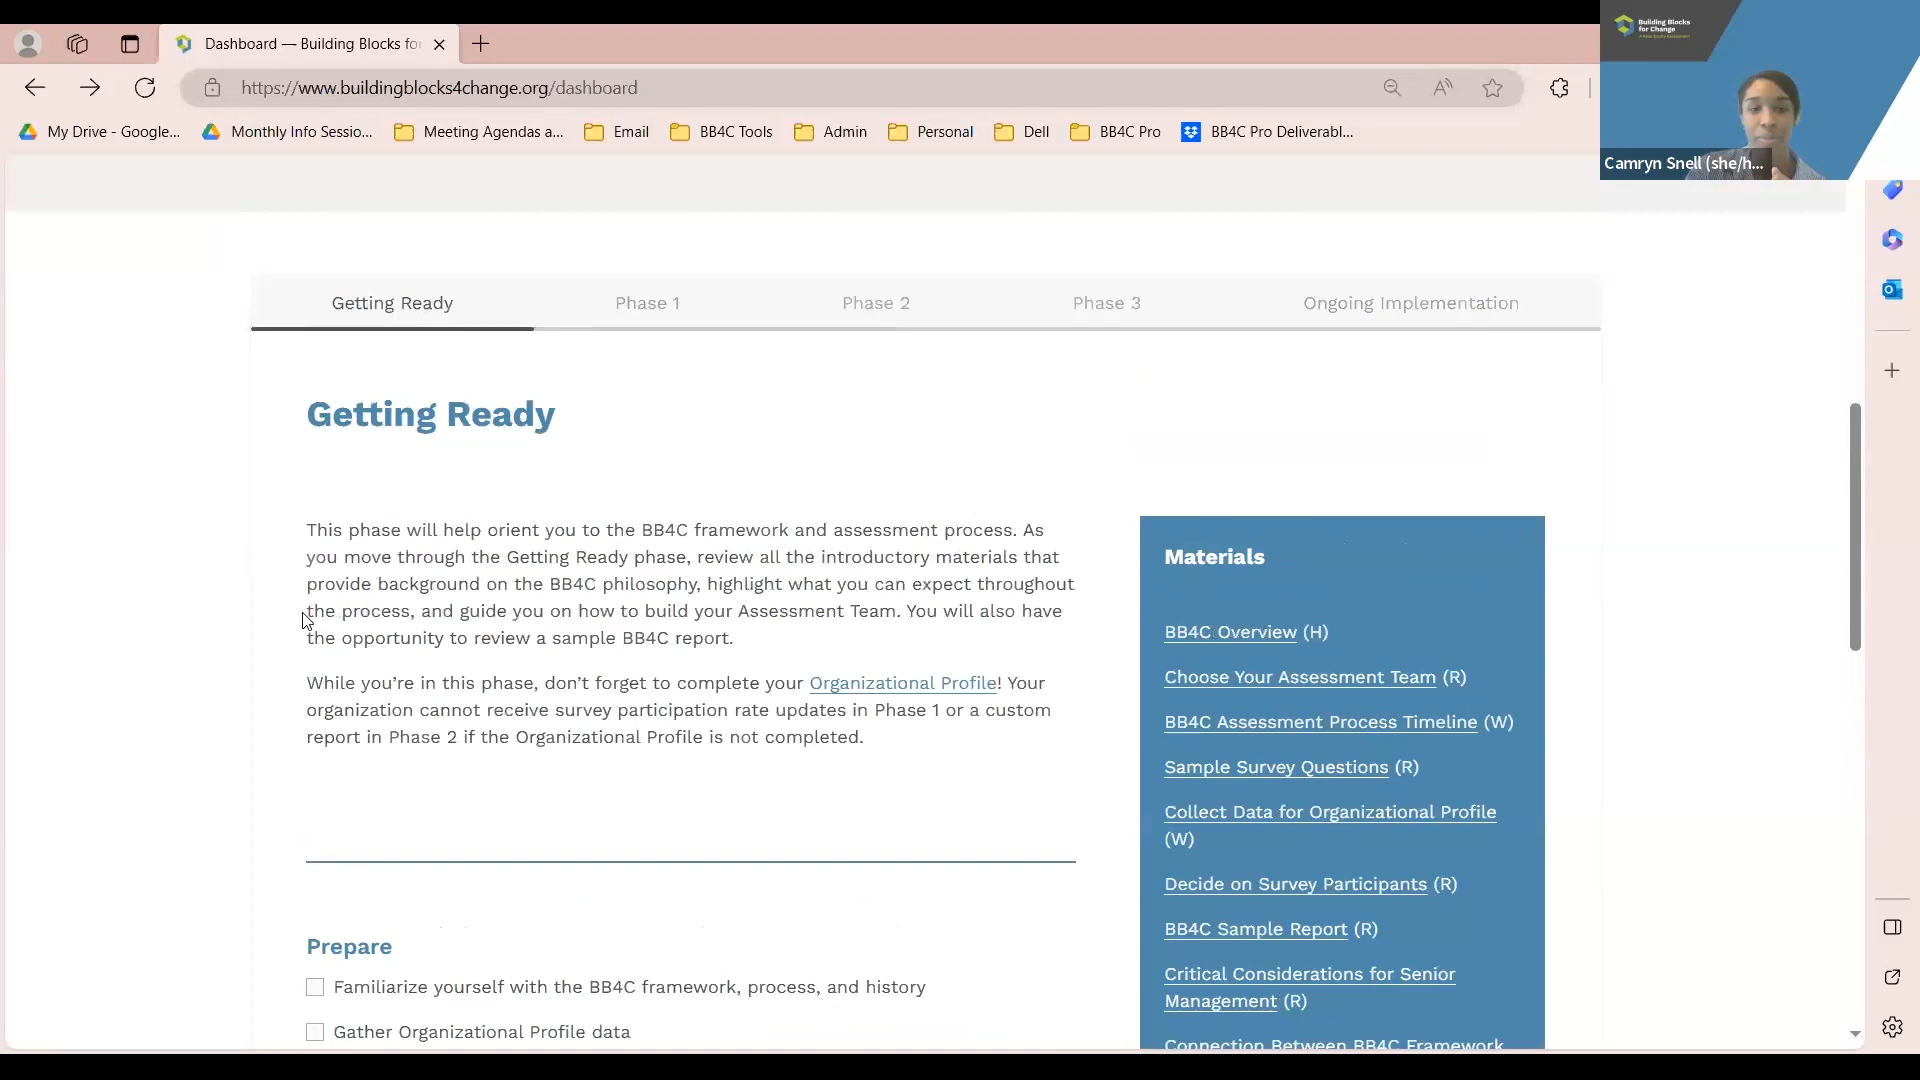 Dashboard — Building Blocks fo
https://www.buildingblocks4change.org/dashboard
My Drive - Google...
Monthly Info Sessio...
Meeting Agendas a...
Email
BB4C Tools
Admin
Personal
Dell
BB4C Pro
BB4C Pro Deliverabl...
Building Blocks
for Change
Camryn Snell (she/h...
Getting Ready
Phase 1
Phase 2
Phase 3
Ongoing Implementation
Getting Ready
This phase will help orient you to the BB4C framework and assessment process. As
you move through the Getting Ready phase, review all the introductory materials that
provide background on the BB4C philosophy, highlight what you can expect throughout
the process, and guide you on how to build your Assessment Team. You will also have
the opportunity to review a sample BB4C report.
While you’re in this phase, don’t forget to complete your Organizational Profile! Your
organization cannot receive survey participation rate updates in Phase 1 or a custom
report in Phase 2 if the Organizational Profile is not completed.
Prepare
Familiarize yourself with the BB4C framework, process, and history
Gather Organizational Profile data
Materials
BB4C Overview (H)
Choose Your Assessment Team (R)
BB4C Assessment Process Timeline (W)
Sample Survey Questions (R)
Collect Data for Organizational Profile
(W)
Decide on Survey Participants (R)
BB4C Sample Report (R)
Critical Considerations for Senior
Management (R)
Connection Between BB4C Framework